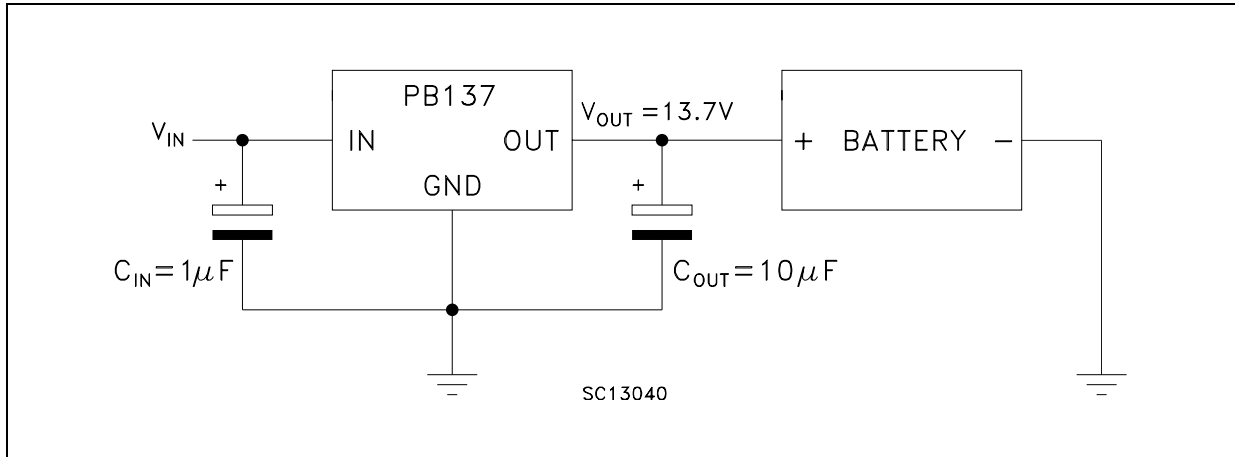 PB137
V_OUT =13.7V
V_IN
IN
OUT
+ BATTERY -
GND
+
+
C_IN=1μF
C_OUT=10μF
SC13040